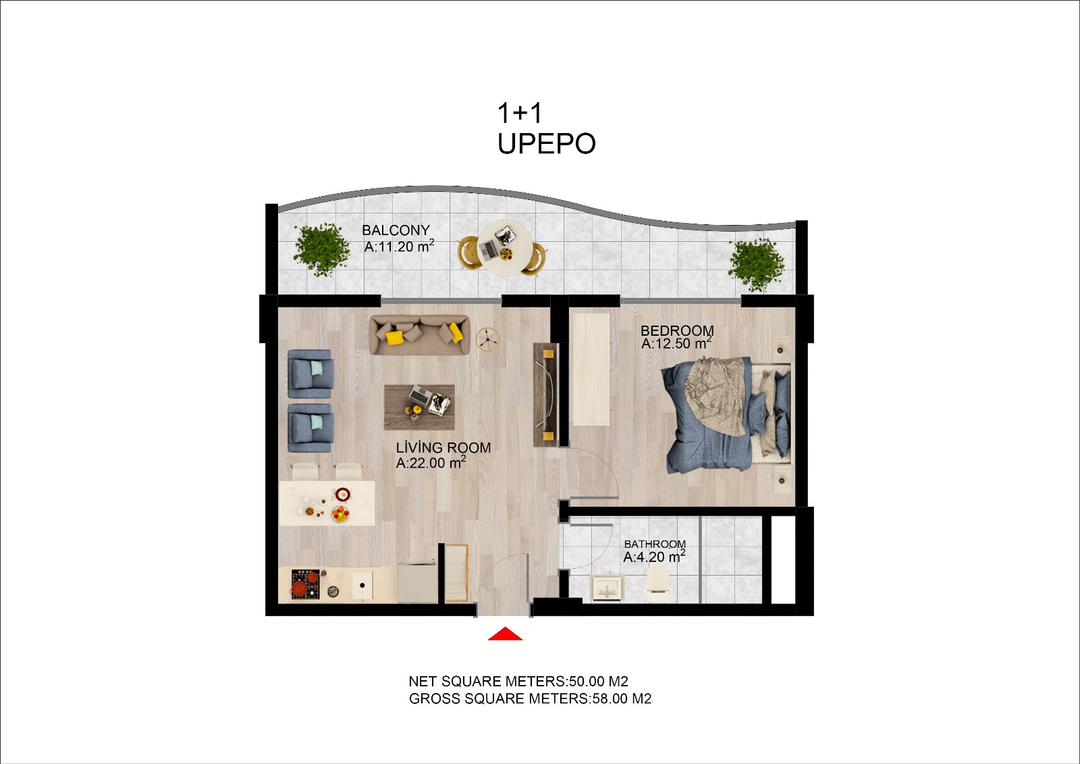 1+1
UPEPO
BALCONY
A:11.20 m²
BEDROOM
A:12.50 m²
LİVİNG ROOM
A:22.00 m²
BATHROOM
A:4.20 m²
NET SQUARE METERS:50.00 M2
GROSS SQUARE METERS:58.00 M2